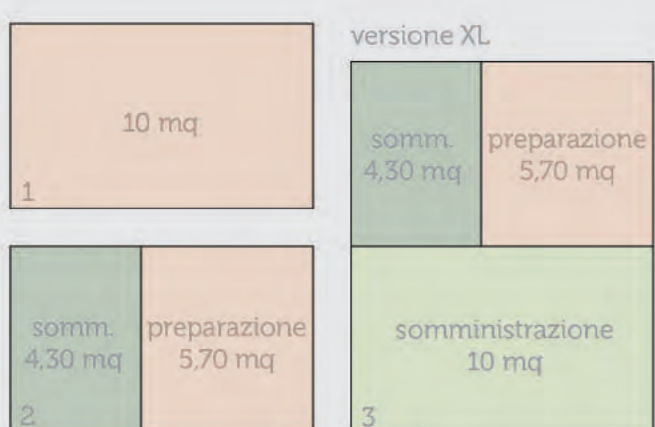 10 mq
1
somm.
4,30 mq
preparazione
5,70 mq
2
versione XL
somm.
4,30 mq
preparazione
5,70 mq
somministrazione
10 mq
3